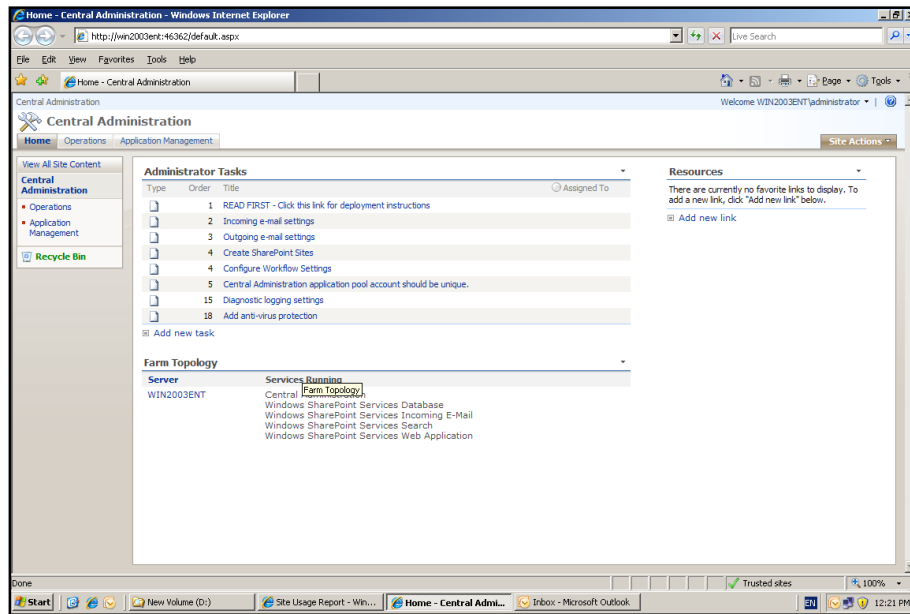 Home - Central Administration - Windows Internet Explorer
http://win2003ent:46362/default.aspx
Live Search
File Edit View Favorites Tools Help
Home - Central Administration
Page Tools
Central Administration
Welcome WIN2003ENT\administrator
Central Administration
Home Operations Application Management
Site Actions
View All Site Content
Central Administration
Operations
Application Management
Recycle Bin
Administrator Tasks
Type Order Title Assigned To
1 READ FIRST - Click this link for deployment instructions
2 Incoming e-mail settings
3 Outgoing e-mail settings
4 Create SharePoint Sites
4 Configure Workflow Settings
5 Central Administration application pool account should be unique.
15 Diagnostic logging settings
18 Add anti-virus protection
Add new task
Farm Topology
Server Services Running
Farm Topology
WIN2003ENT Central Administration
Windows SharePoint Services Database
Windows SharePoint Services Incoming E-Mail
Windows SharePoint Services Search
Windows SharePoint Services Web Application
Resources
There are currently no favorite links to display. To
add a new link, click "Add new link" below.
Add new link
Done
Trusted sites
100%
Start
New Volume (D:)
Site Usage Report - Win...
Home - Central Admi...
Inbox - Microsoft Outlook
EN
12:21 PM